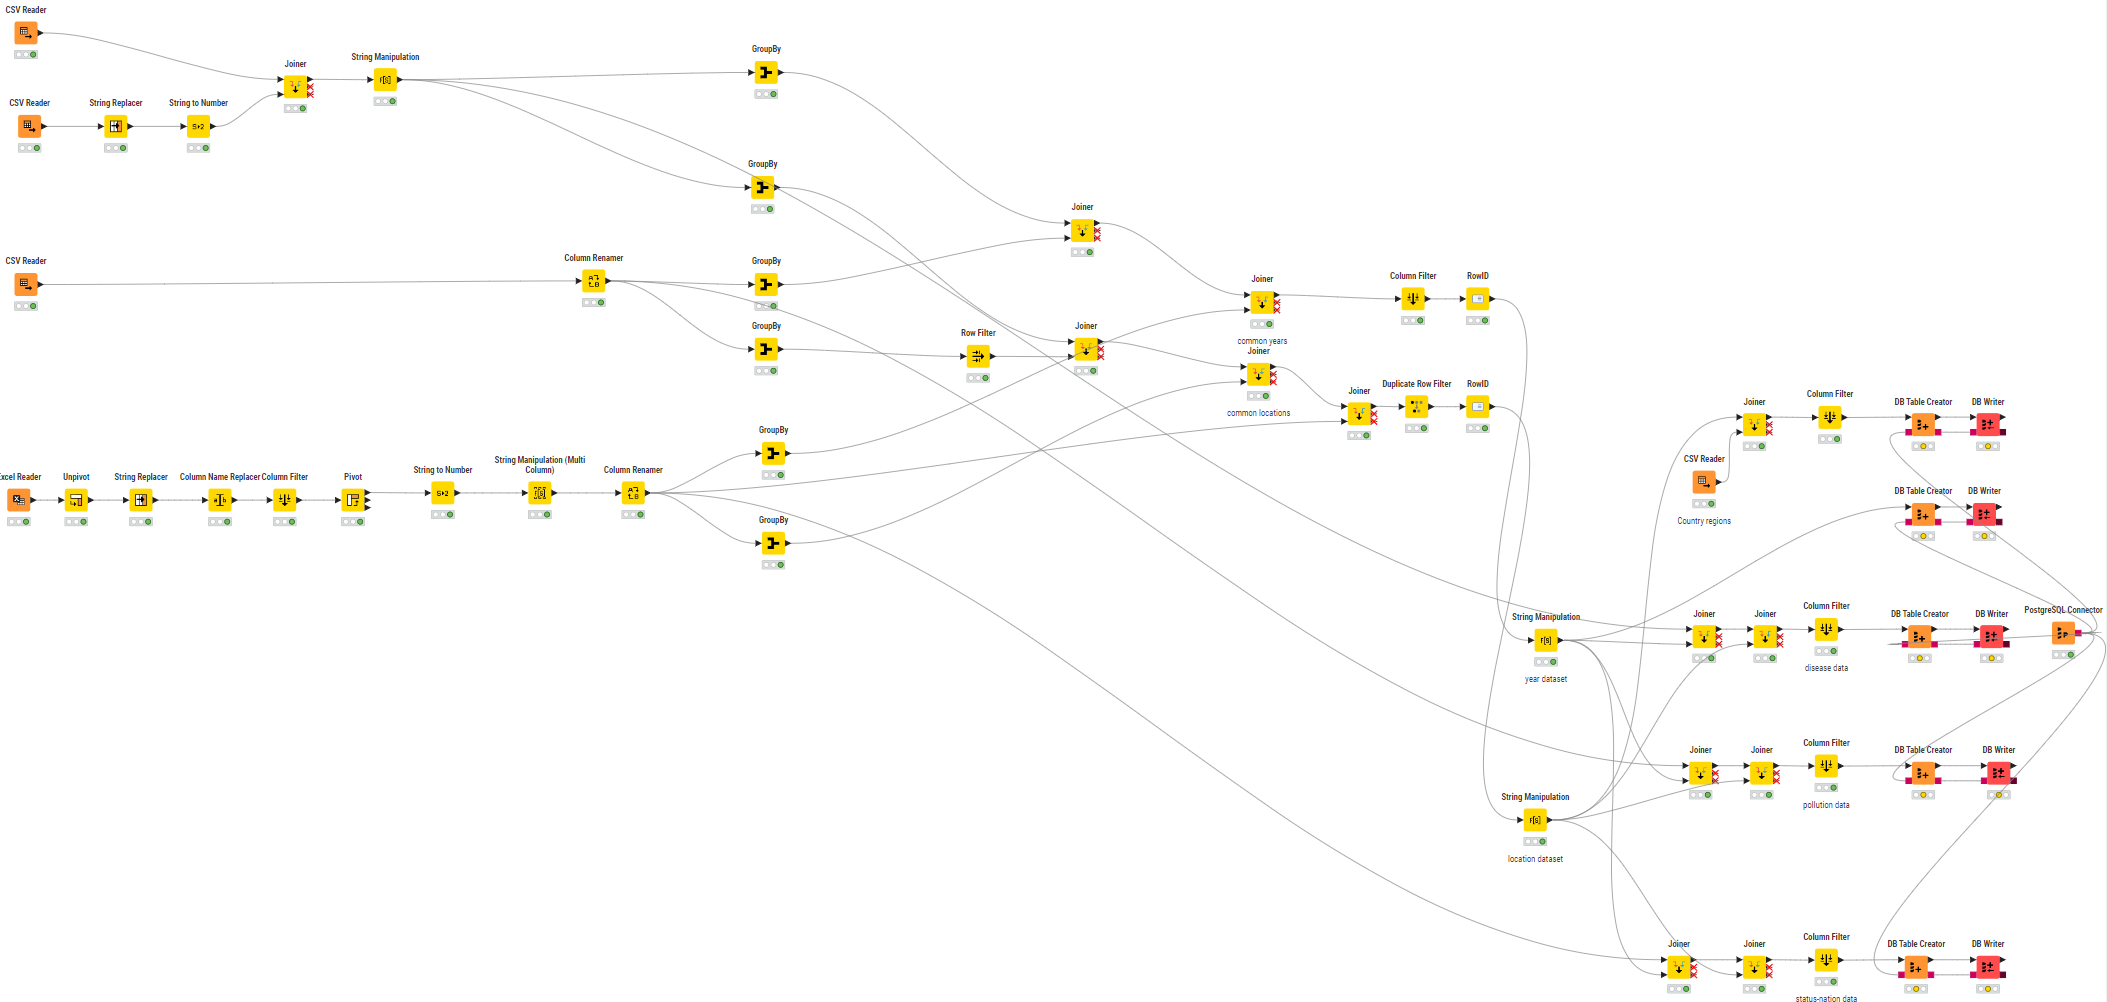 CSV Reader
CSV Reader
String Replacer
String to Number
Joiner
String Manipulation
GroupBy
GroupBy
CSV Reader
Column Renamer
GroupBy
GroupBy
Row Filter
Joiner
Joiner
Joiner
common years
Joiner
common locations
Column Filter
RowID
Joiner
Duplicate Row Filter
RowID
Excel Reader
Unpivot
String Replacer
Column Name Replacer
Column Filter
Pivot
String to Number
String Manipulation (Multi
Column)
Column Renamer
GroupBy
GroupBy
Joiner
Column Filter
DB Table Creator
DB Writer
CSV Reader
Country regions
DB Table Creator
DB Writer
String Manipulation
year dataset
Joiner
Joiner
Column Filter
disease data
DB Table Creator
DB Writer
PostgreSQL Connector
String Manipulation
location dataset
Joiner
Joiner
Column Filter
pollution data
DB Table Creator
DB Writer
Joiner
Joiner
Column Filter
status-nation data
DB Table Creator
DB Writer